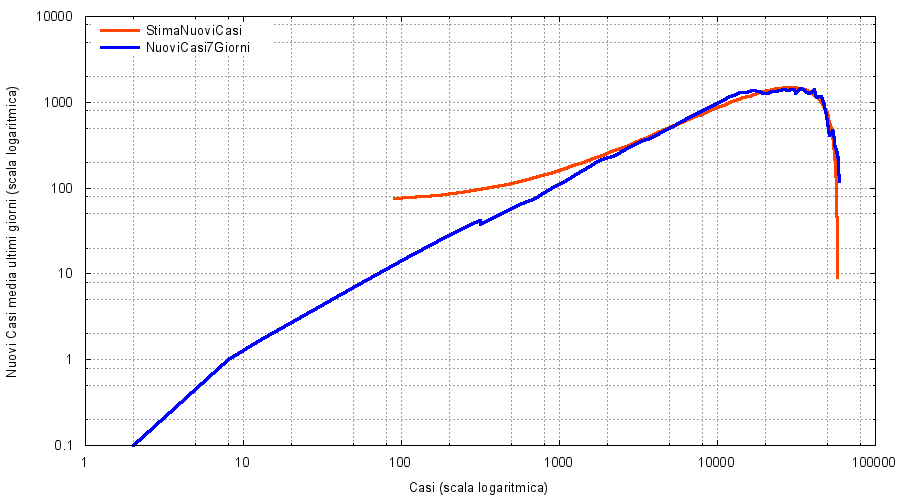 10000
1000
100
10
1
0.1
StimaNuoviCasi
NuoviCasi7Giorni
Nuovi Casi media ultimi giorni (scala logaritmica)
1 10 100 1000 10000 100000
Casi (scala logaritmica)